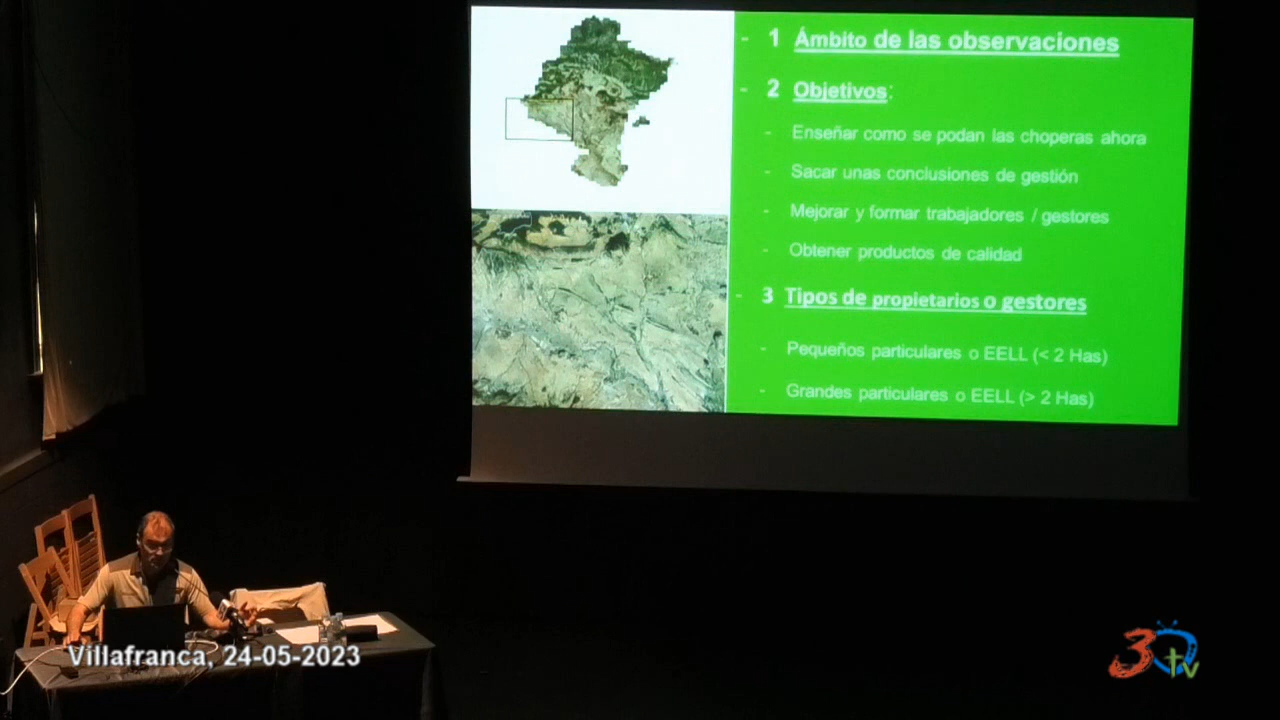 - 1 Ámbito de las observaciones
- 2 Objetivos:
- Enseñar como se podan las choperas ahora
- Sacar unas conclusiones de gestión
- Mejorar y formar trabajadores / gestores
- Obtener productos de calidad
- 3 Tipos de propietarios o gestores
- Pequeños particulares o EELL (< 2 Has)
- Grandes particulares o EELL (> 2 Has)
Villafranca, 24-05-2023
30tv